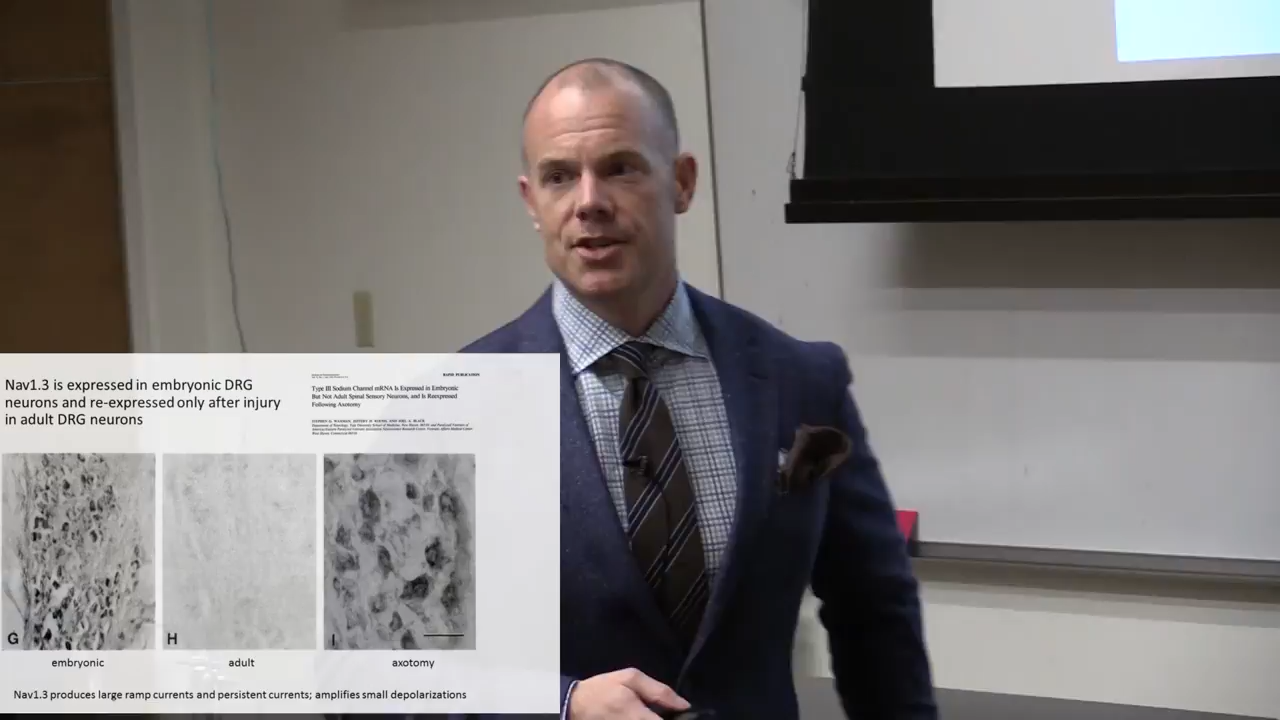 Nav1.3 is expressed in embryonic DRG
neurons and re-expressed only after injury
in adult DRG neurons
RAPID PUBLICATION
Type III Sodium Channel mRNA Is Expressed in Embryonic
But Not Adult Spinal Sensory Neurons, and Is Reexpressed
Following Axotomy
G
H
I
embryonic
adult
axotomy
Nav1.3 produces large ramp currents and persistent currents; amplifies small depolarizations